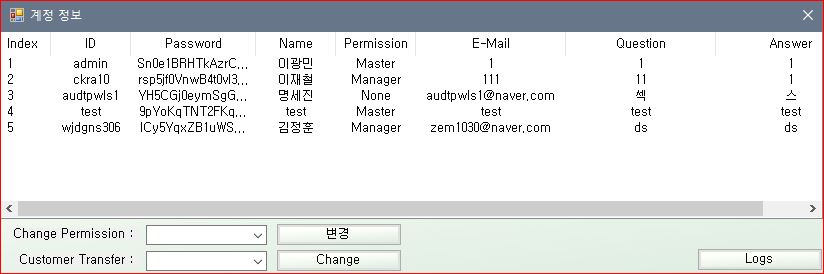 계정 정보
Index ID Password Name Permission E-Mail Question Answer
1 admin Sn0e1BRHTkAzrC... 이광민 Master 1 1 1
2 ckra10 rsp5jf0VnwB4t0vl3... 이재철 Manager 111 11 1
3 audtpwls1 YH5CGj0eymSgG... 명세진 None audtpwls1@naver.com 섹 스
4 test 9pYoKqTNT2FKq... test Master test test test
5 wjdgns306 ICy5YqxZB1uWS... 김정훈 Manager zem1030@naver.com ds ds
Change Permission : 변경
Customer Transfer : Change
Logs